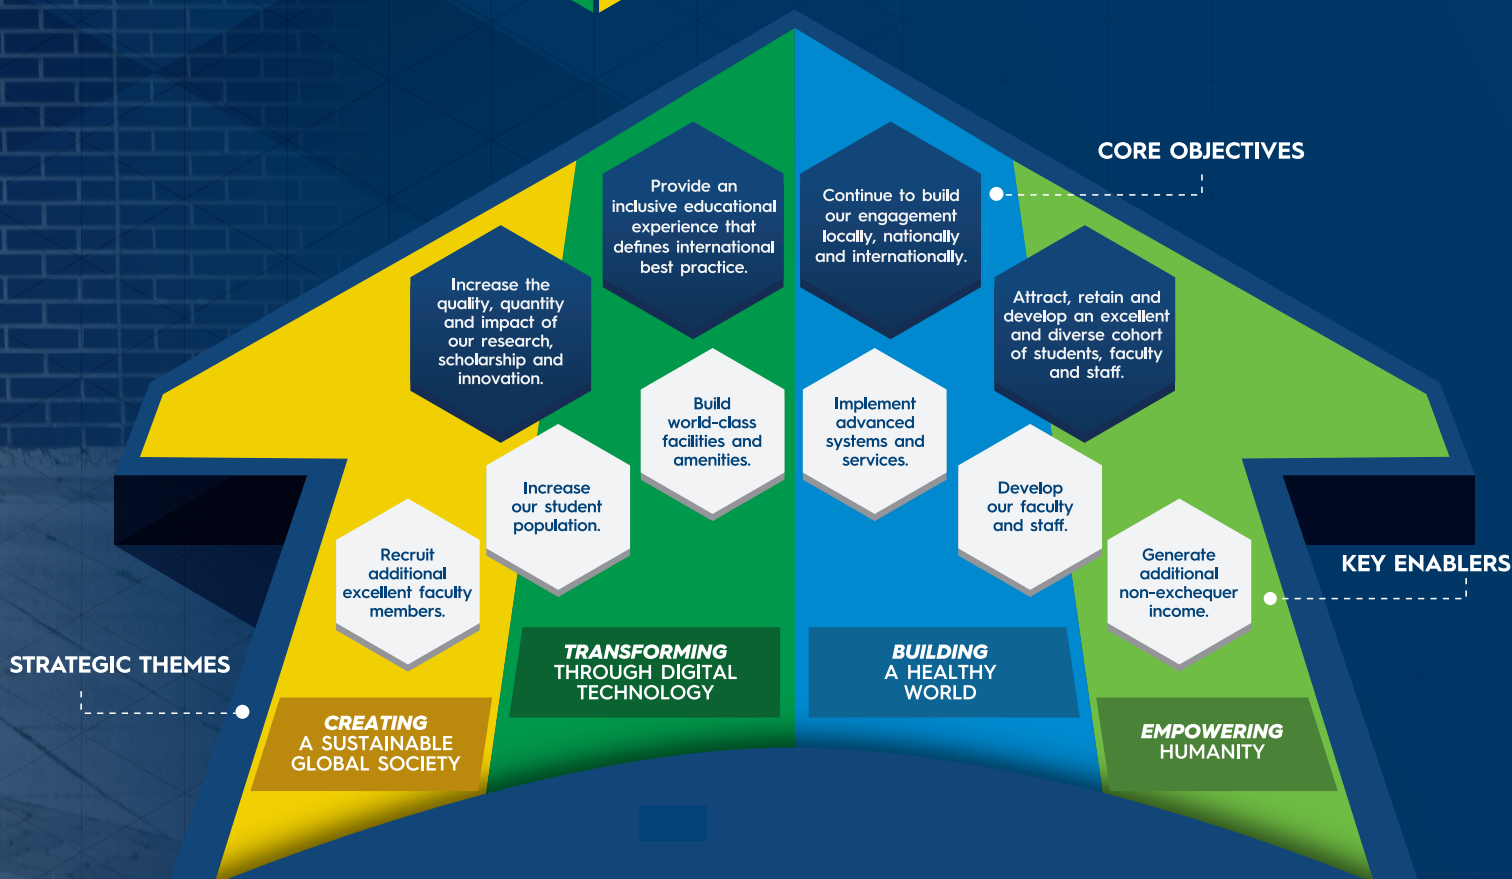 CORE OBJECTIVES
Provide an
inclusive educational
experience that
defines international
best practice.
Continue to build
our engagement
locally, nationally
and internationally.
Increase the
quality, quantity
and impact of
our research,
scholarship and
innovation.
Attract, retain and
develop an excellent
and diverse cohort
of students, faculty
and staff.
Build
world-class
facilities and
amenities.
Implement
advanced
systems and
services.
Increase
our student
population.
Develop
our faculty
and staff.
Recruit
additional
excellent faculty
members.
Generate
additional
non-exchequer
income.
KEY ENABLERS
STRATEGIC THEMES
CREATING
A SUSTAINABLE
GLOBAL SOCIETY
TRANSFORMING
THROUGH DIGITAL
TECHNOLOGY
BUILDING
A HEALTHY
WORLD
EMPOWERING
HUMANITY